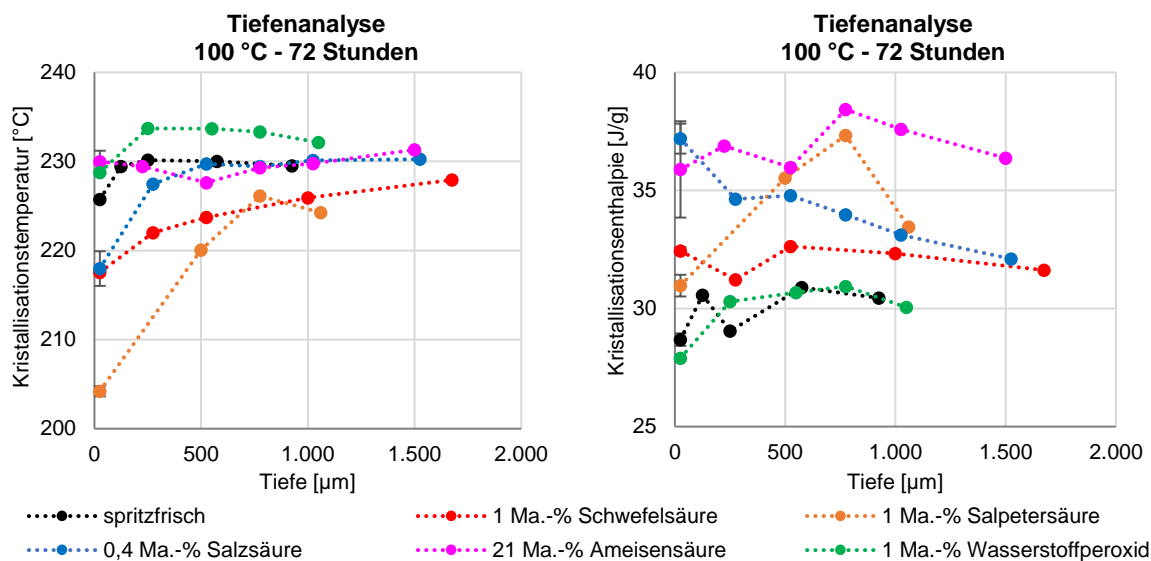 Tiefenanalyse
100 °C - 72 Stunden
Kristallisationstemperatur [°C]
240
230
220
210
200
0
500
1.000
1.500
2.000
Tiefe [µm]
Tiefenanalyse
100 °C - 72 Stunden
Kristallisationsenthalpie [J/g]
40
35
30
25
0
500
1.000
1.500
2.000
Tiefe [µm]
spritzfrisch
1 Ma.-% Schwefelsäure
1 Ma.-% Salpetersäure
0,4 Ma.-% Salzsäure
21 Ma.-% Ameisensäure
1 Ma.-% Wasserstoffperoxid